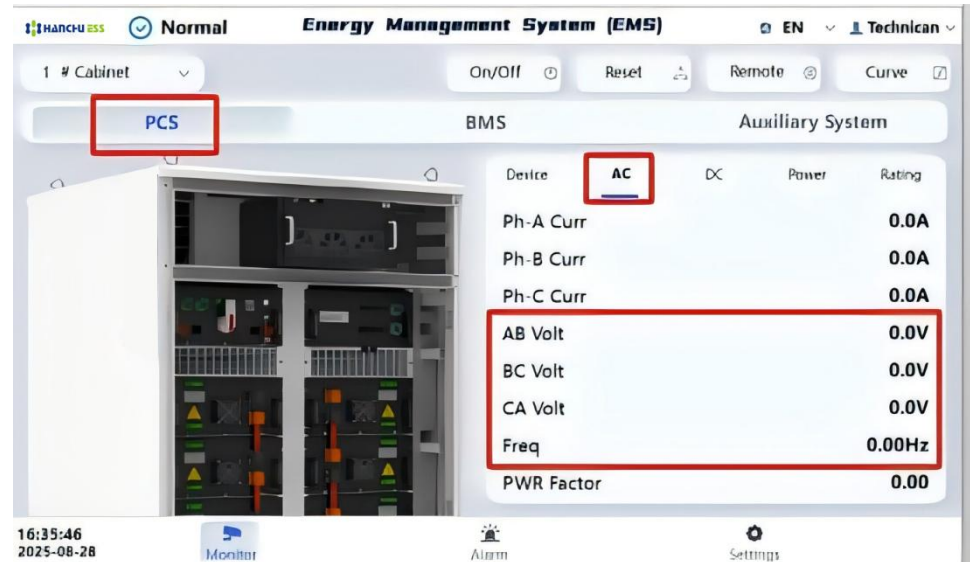 HANCHU ESS Normal Energy Management System (EMS) EN Technican
1 # Cabinet On/Off Reset Remote Curve
PCS BMS Auxiliary System
Device AC DC Power Rating
Ph-A Curr 0.0A
Ph-B Curr 0.0A
Ph-C Curr 0.0A
AB Volt 0.0V
BC Volt 0.0V
CA Volt 0.0V
Freq 0.00Hz
PWR Factor 0.00
16:35:46
2025-08-28 Monitor Alarm Settings